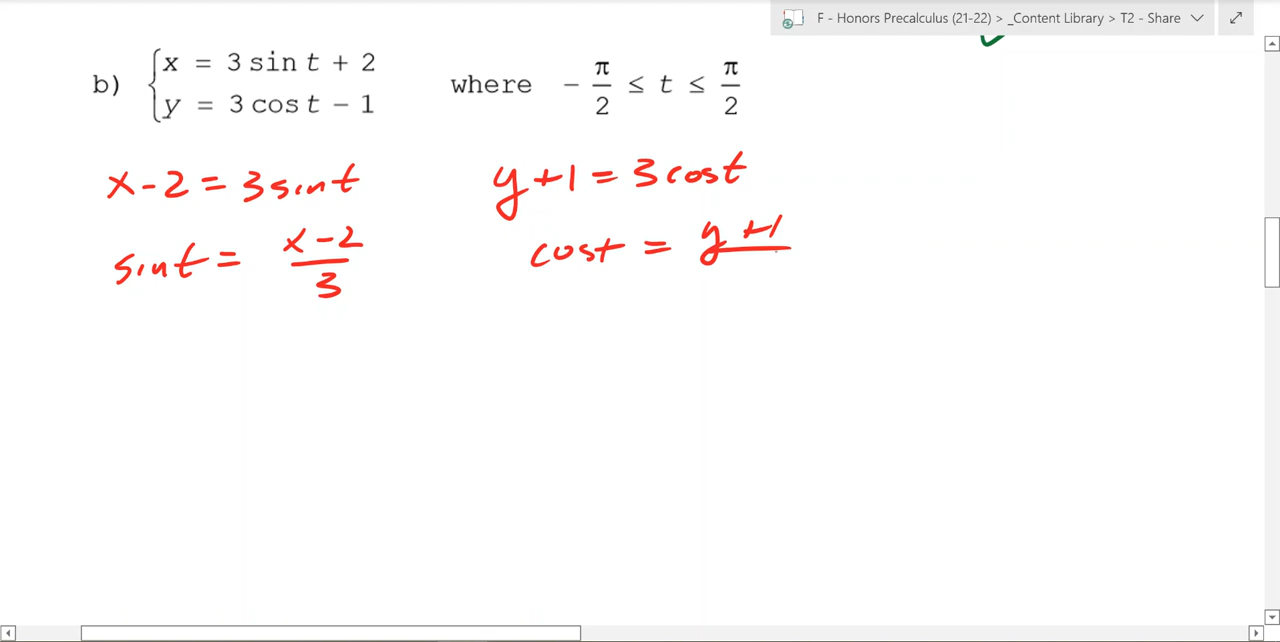 F - Honors Precalculus (21-22) > _Content Library > T2 - Share
b) {x = 3 sin t + 2 where - π/2 ≤ t ≤ π/2
y = 3 cos t - 1
x - 2 = 3 sin t y + 1 = 3 cos t
sin t = (x - 2)/3 cos t = y + 1